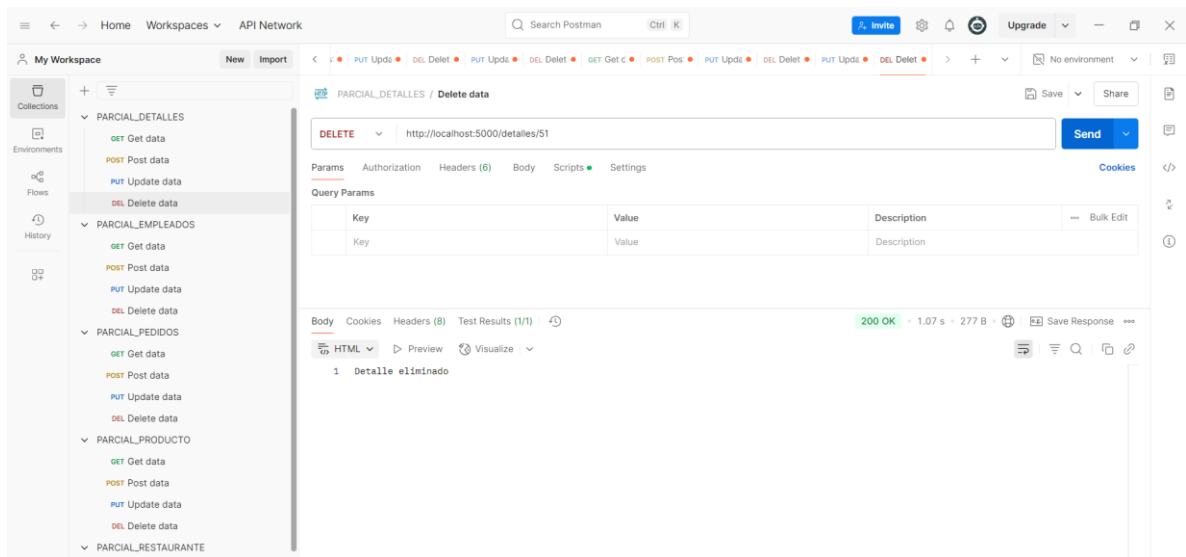 Home Workspaces API Network Search Postman Ctrl K Invite Upgrade
My Workspace New Import PUT Upda DEL Delet PUT Upda DEL Delet GET Get c POST Pos PUT Upda DEL Delet PUT Upda DEL Delet No environment
Collections
Environments
Flows
History
PARCIAL_DETALLES
GET Get data
POST Post data
PUT Update data
DEL Delete data
PARCIAL_EMPLEADOS
GET Get data
POST Post data
PUT Update data
DEL Delete data
PARCIAL_PEDIDOS
GET Get data
POST Post data
PUT Update data
DEL Delete data
PARCIAL_PRODUCTO
GET Get data
POST Post data
PUT Update data
DEL Delete data
PARCIAL_RESTAURANTE
HTTP PARCIAL_DETALLES / Delete data Save Share
DELETE http://localhost:5000/detalles/51 Send
Params Authorization Headers (6) Body Scripts Settings Cookies
Query Params
Key Value Description Bulk Edit
Key Value Description
Body Cookies Headers (8) Test Results (1/1) 200 OK 1.07 s 277 B Save Response
HTML Preview Visualize
1 Detalle eliminado